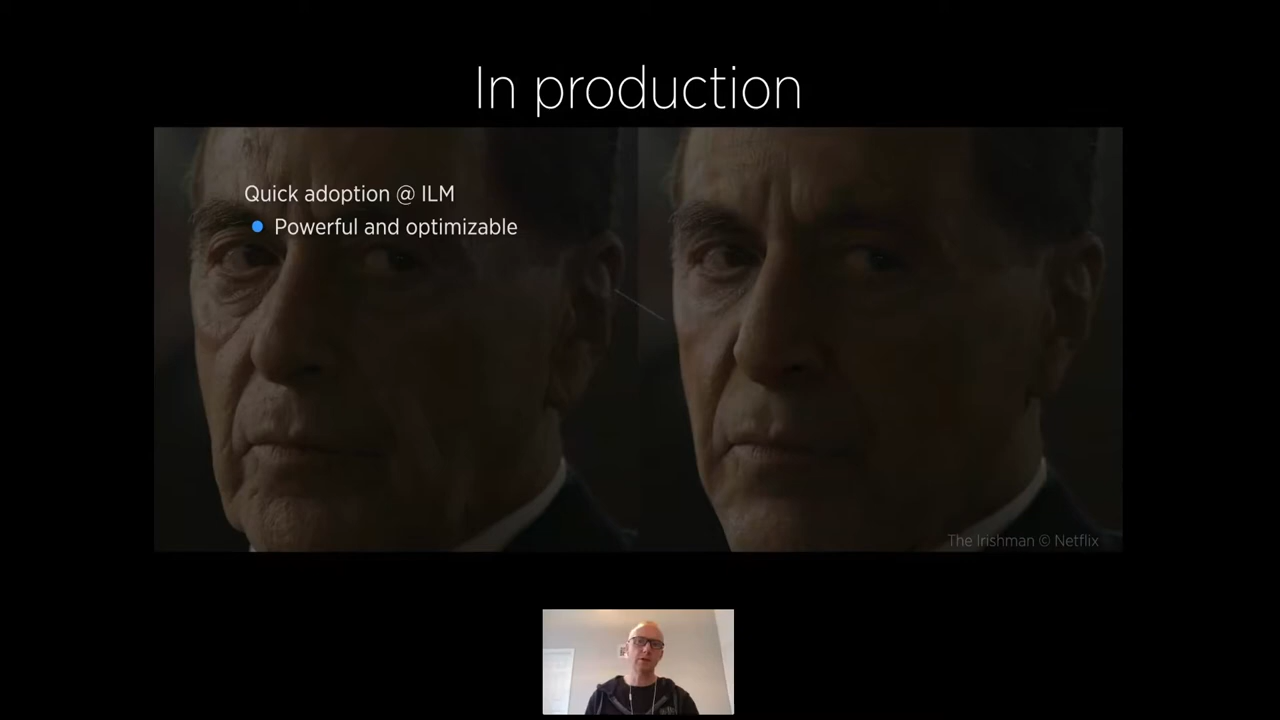 In production
Quick adoption @ ILM
Powerful and optimizable
The Irishman © Netflix